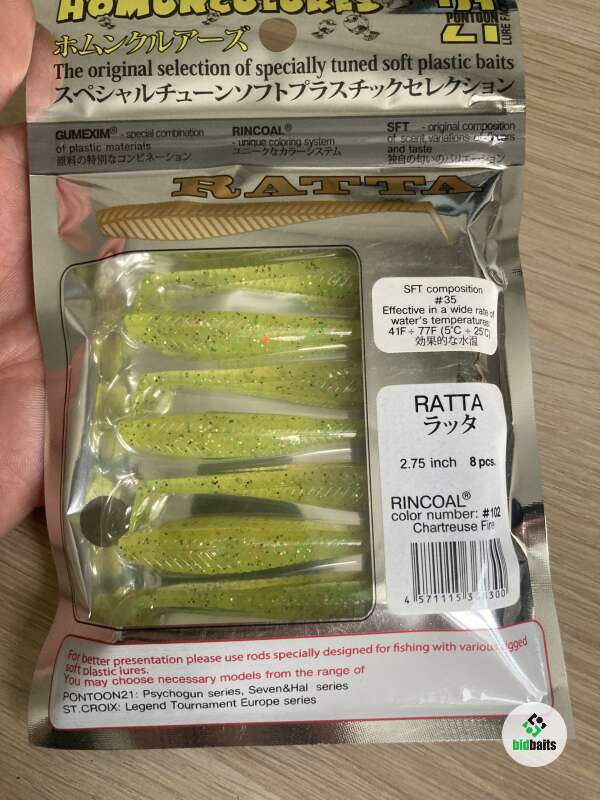 HOMUNCULURES
21
PONTOON
LURE FA
ホムンクルアーズ
The original selection of specially tuned soft plastic baits
スペシャルチューンソフトプラスチックセレクション
GUMEXIM® - special combination
of plastic materials
原料の特別なコンビネーション
RINCOAL®
- unique coloring system
ユニークなカラーシステム
SFT - original composition
of scent, variations
and taste
独自の匂いのバリエーション
RATTA
SFT composition
#35
Effective in a wide rate of
water's temperatures:
41F ÷ 77F (5°C ÷ 25°C)
効果的な水温
RATTA
ラッタ
2.75 inch 8 pcs.
RINCOAL®
color number: #102
Chartreuse Fire
4 571115
For better presentation please use rods specially designed for fishing with various rigged
soft plastic lures.
You may choose necessary models from the range of
PONTOON21: Psychogun series, Seven&Hal series
ST.CROIX: Legend Tournament Europe series
bidbaits